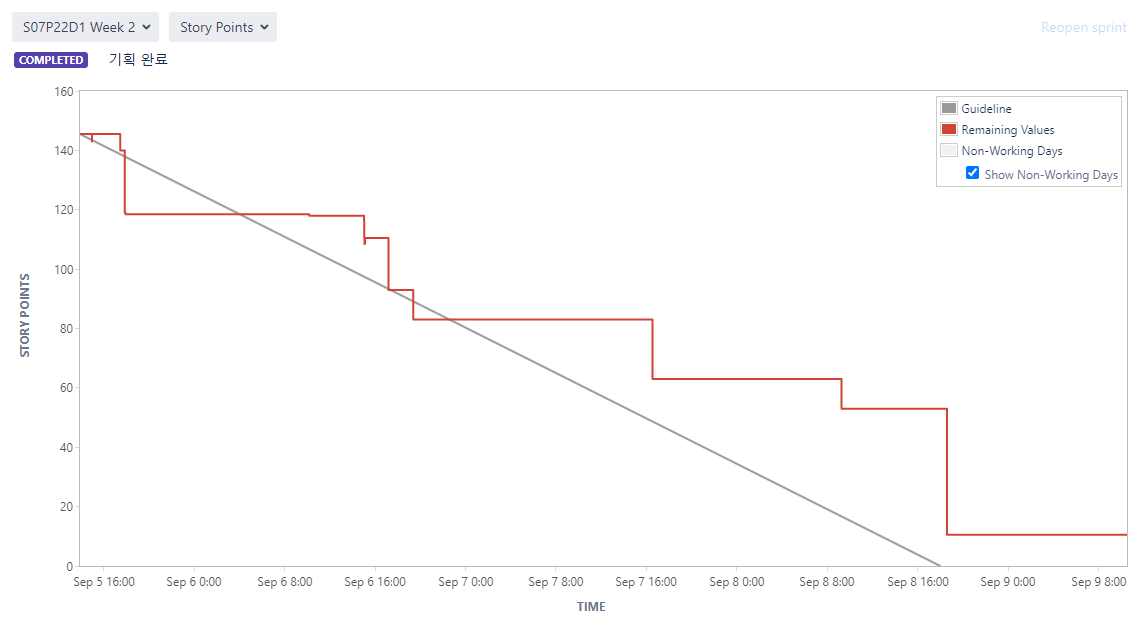 S07P22D1 Week 2
Story Points
Reopen sprint
COMPLETED
기획 완료
160
140
120
100
80
60
40
20
0
STORY POINTS
Guideline
Remaining Values
Non-Working Days
Show Non-Working Days
Sep 5 16:00
Sep 6 0:00
Sep 6 8:00
Sep 6 16:00
Sep 7 0:00
Sep 7 8:00
Sep 7 16:00
Sep 8 0:00
Sep 8 8:00
Sep 8 16:00
Sep 9 0:00
Sep 9 8:00
TIME